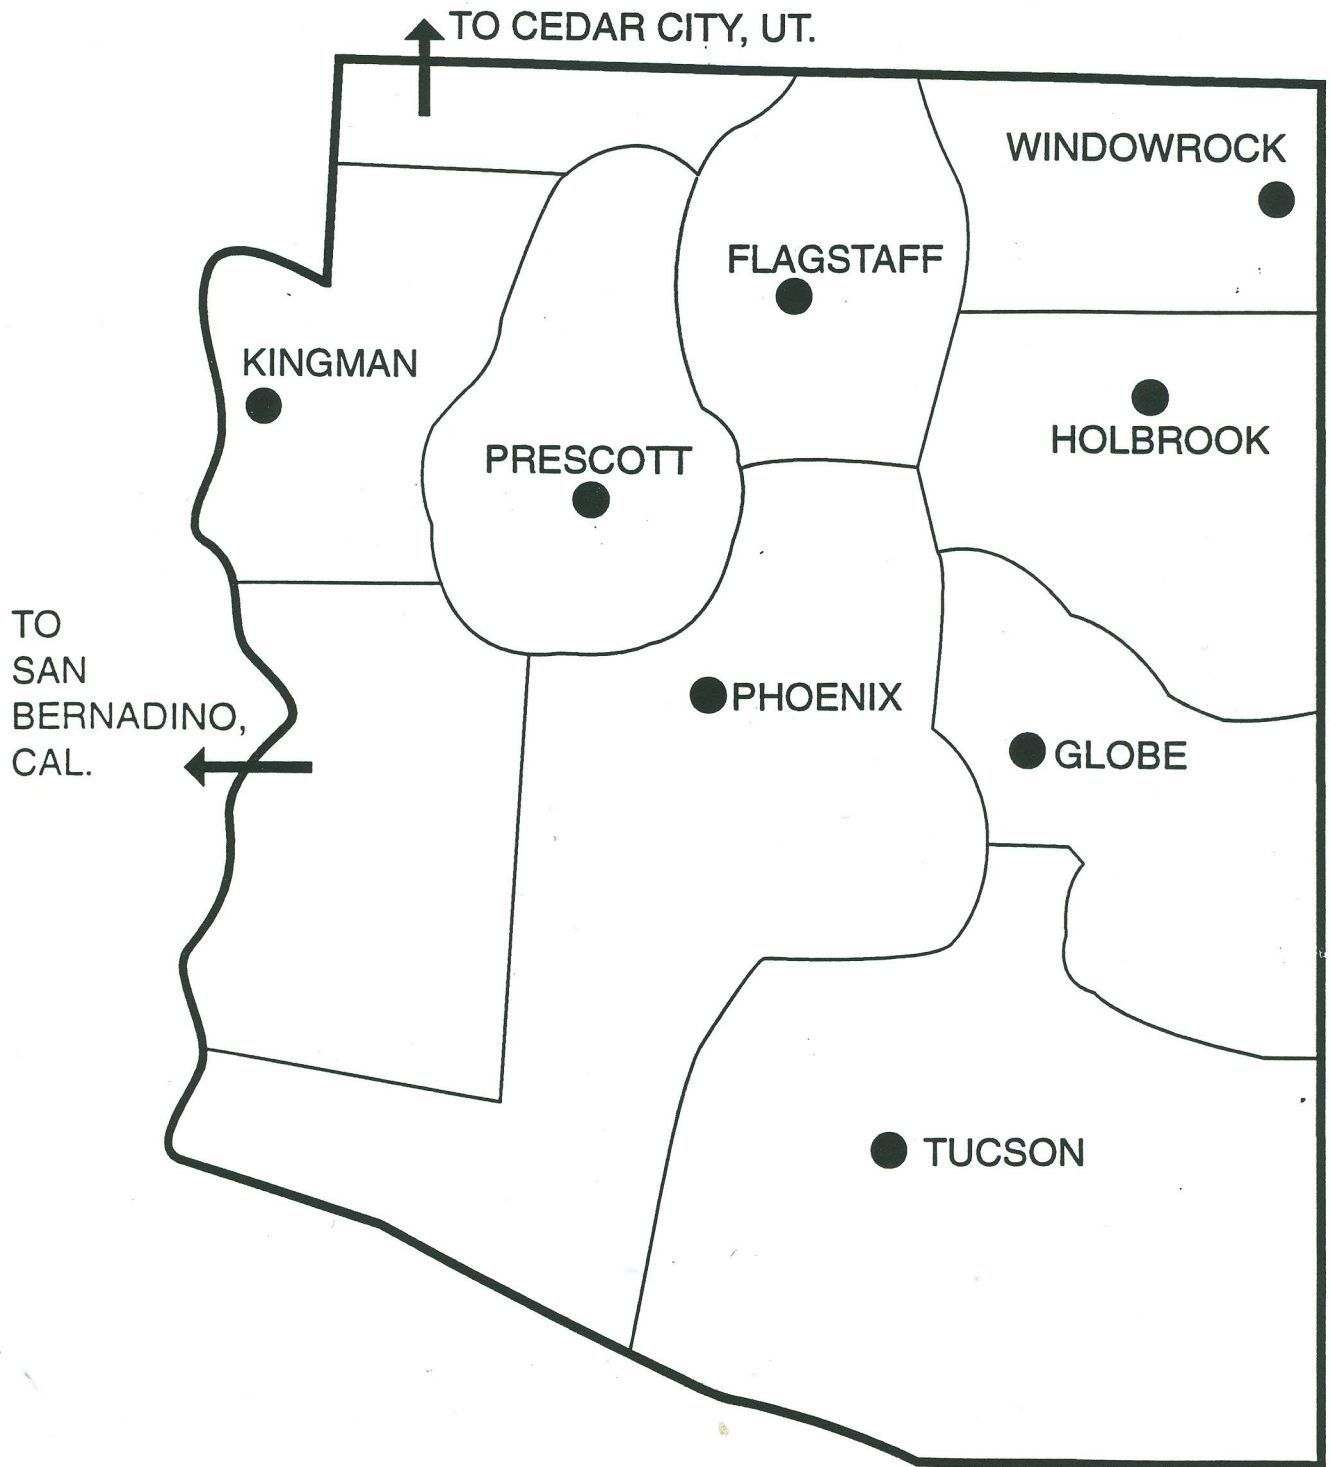 TO CEDAR CITY, UT.
WINDOWROCK
FLAGSTAFF
KINGMAN
HOLBROOK
PRESCOTT
TO
SAN
BERNADINO,
CAL.
PHOENIX
GLOBE
TUCSON